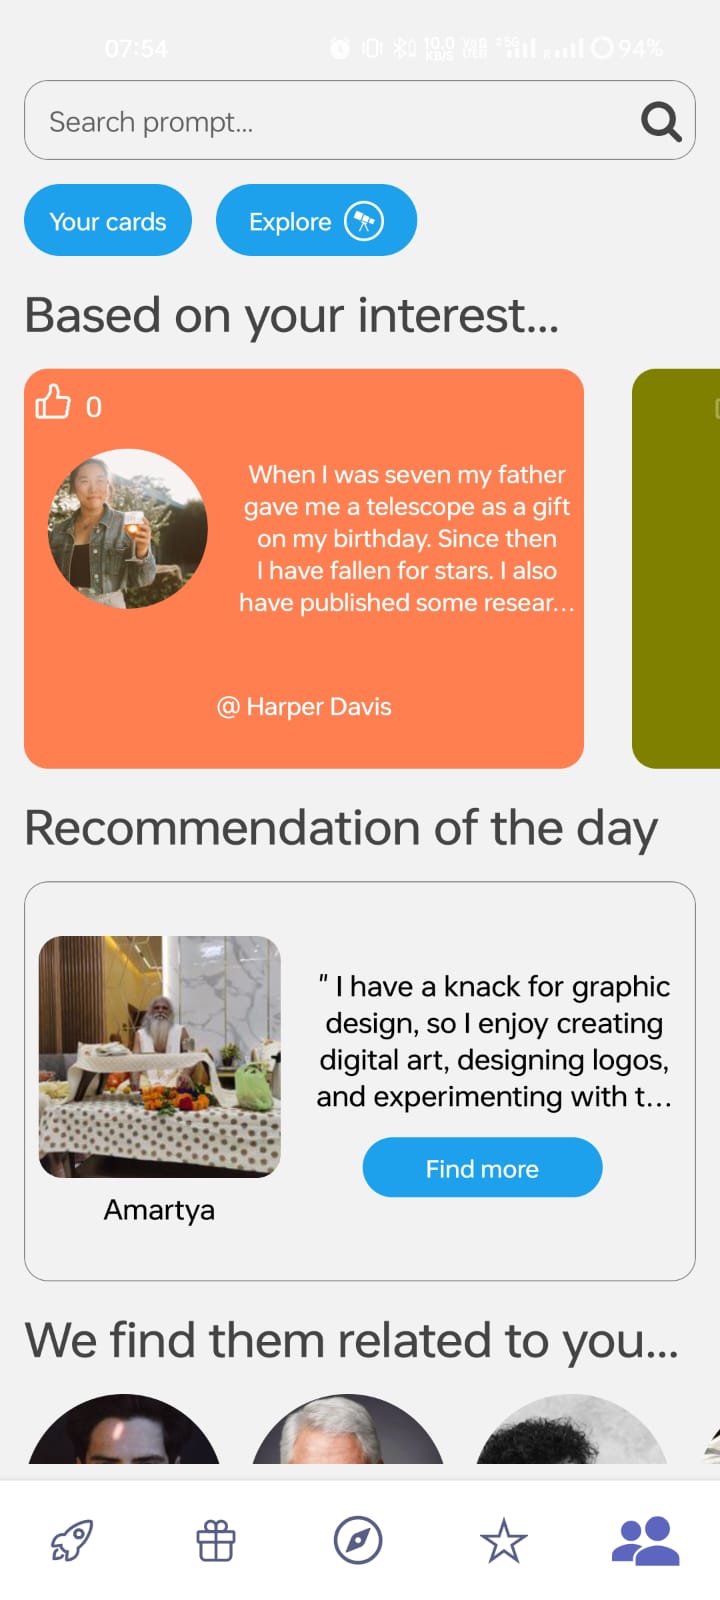 07:54
10.0 KB/S
5G
R
94%
Search prompt...
Your cards
Explore
Based on your interest...
0
When I was seven my father
gave me a telescope as a gift
on my birthday. Since then
I have fallen for stars. I also
have published some resear...
@ Harper Davis
Recommendation of the day
" I have a knack for graphic
design, so I enjoy creating
digital art, designing logos,
and experimenting with t...
Find more
Amartya
We find them related to you...